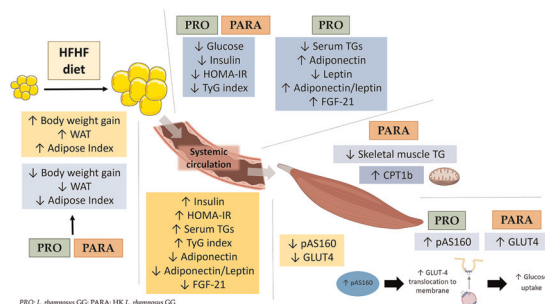 HFHF
diet
↑ Body weight gain
↑ WAT
↑ Adipose Index
↓ Body weight gain
↓ WAT
↓ Adipose Index
PRO
PARA
PRO
PARA
↓ Glucose
↓ Insulin
↓ HOMA-IR
↓ TyG index
PRO
↓ Serum TGs
↑ Adiponectin
↓ Leptin
↑ Adiponectin/leptin
↑ FGF-21
Systemic
circulation
↑ Insulin
↑ HOMA-IR
↑ Serum TGs
↑ TyG index
↓ Adiponectin
↓ Adiponectin/Leptin
↓ FGF-21
PARA
↓ Skeletal muscle TG
↑ CPT1b
↓ pAS160
↓ GLUT4
PRO
↑ pAS160
PARA
↑ GLUT4
↑ pAS160
↑ GLUT-4
translocation to
membrane
↑ Glucose
uptake
PRO: L. rhamnosus GG; PARA: HK L. rhamnosus GG